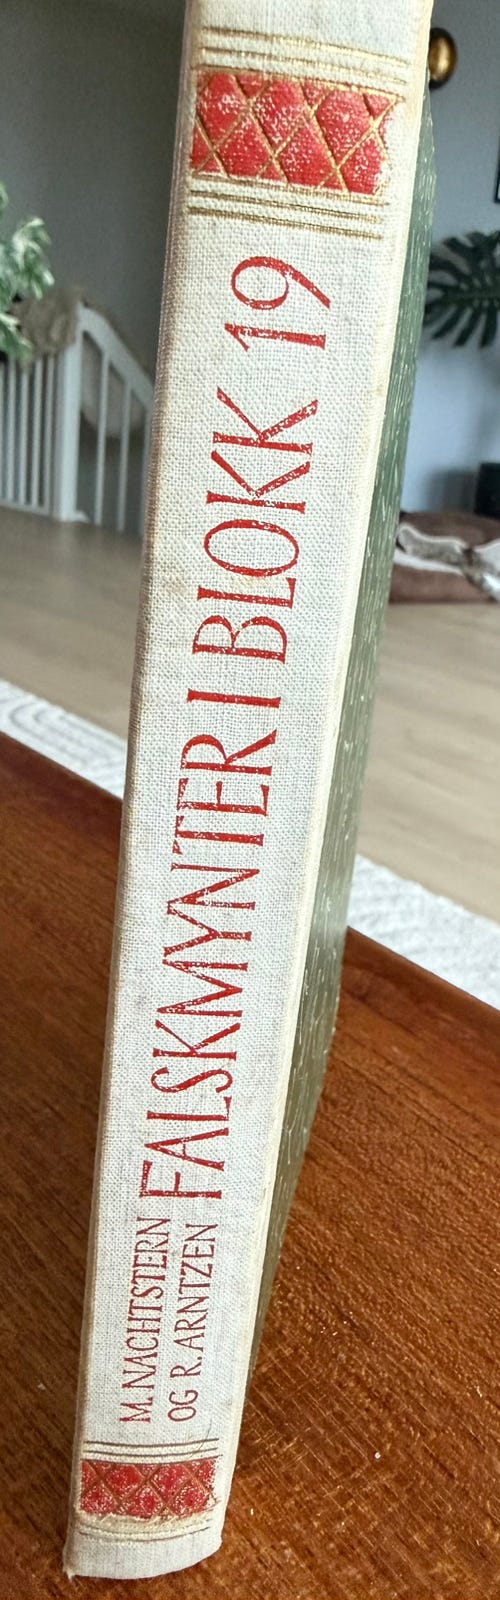 M. NACHTSTERN
OG R. ARNTZEN
FALSKMYNTER I BLOKK 19